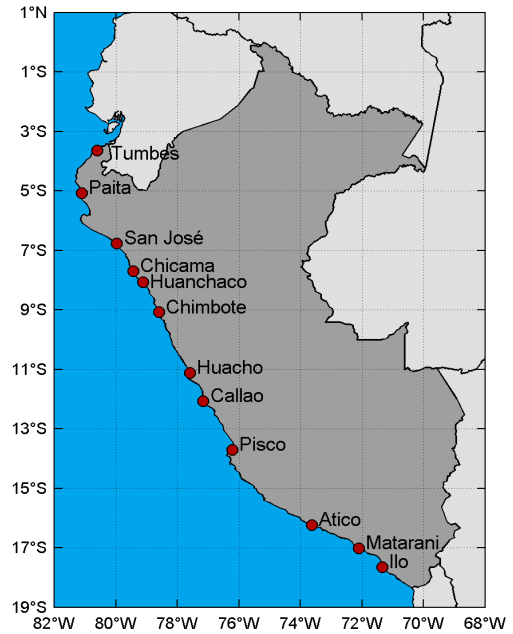 1°N
1°S
3°S
5°S
7°S
9°S
11°S
13°S
15°S
17°S
19°S
Tumbes
Paita
San José
Chicama
Huanchaco
Chimbote
Huacho
Callao
Pisco
Atico
Matarani
Ilo
82°W 80°W 78°W 76°W 74°W 72°W 70°W 68°W